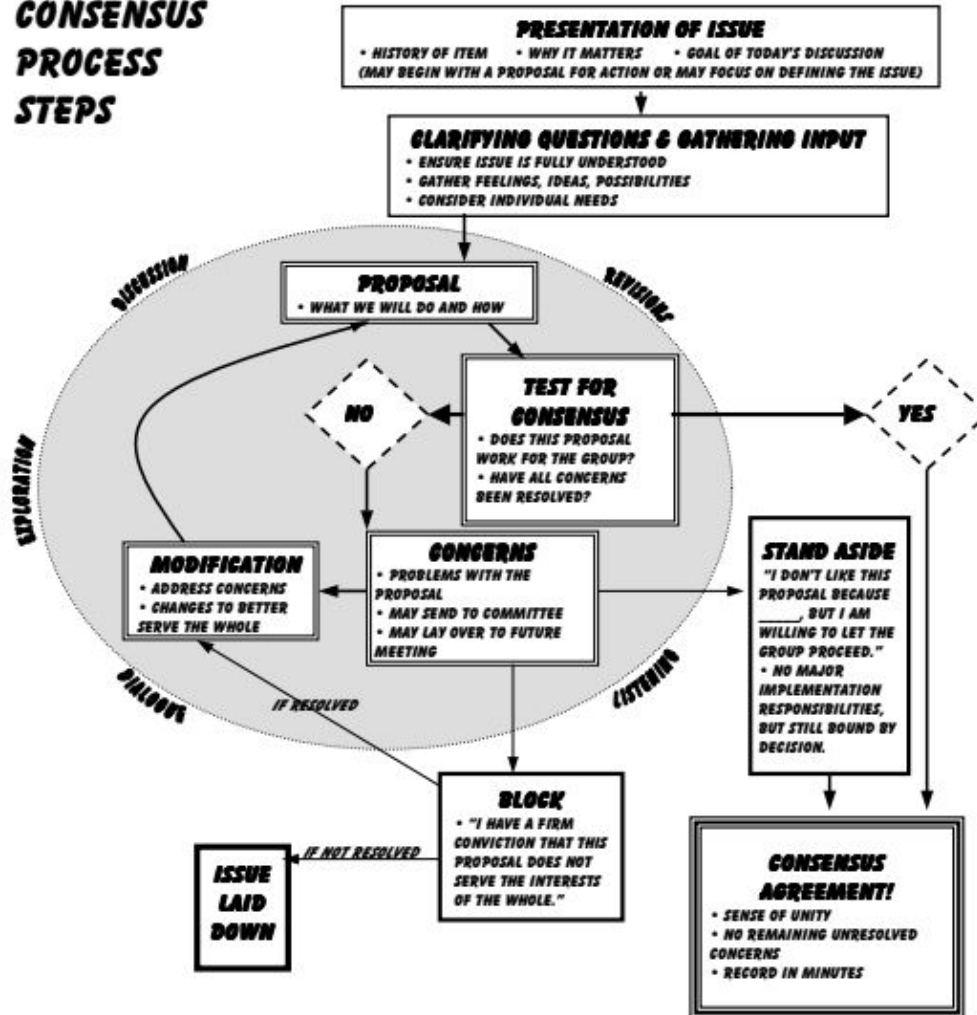 CONSENSUS
PROCESS
STEPS
PRESENTATION OF ISSUE
• HISTORY OF ITEM • WHY IT MATTERS • GOAL OF TODAY'S DISCUSSION
(MAY BEGIN WITH A PROPOSAL FOR ACTION OR MAY FOCUS ON DEFINING THE ISSUE)
CLARIFYING QUESTIONS & GATHERING INPUT
• ENSURE ISSUE IS FULLY UNDERSTOOD
• GATHER FEELINGS, IDEAS, POSSIBILITIES
• CONSIDER INDIVIDUAL NEEDS
DISCUSSION
REVISIONS
PROPOSAL
• WHAT WE WILL DO AND HOW
TEST FOR
CONSENSUS
• DOES THIS PROPOSAL
WORK FOR THE GROUP?
• HAVE ALL CONCERNS
BEEN RESOLVED?
NO
YES
EXPLORATION
MODIFICATION
• ADDRESS CONCERNS
• CHANGES TO BETTER
SERVE THE WHOLE
CONCERNS
• PROBLEMS WITH THE
PROPOSAL
• MAY SEND TO COMMITTEE
• MAY LAY OVER TO FUTURE
MEETING
STAND ASIDE
"I DON'T LIKE THIS
PROPOSAL BECAUSE
_____, BUT I AM
WILLING TO LET THE
GROUP PROCEED."
• NO MAJOR
IMPLEMENTATION
RESPONSIBILITIES,
BUT STILL BOUND BY
DECISION.
DIALOGUE
LISTENING
IF RESOLVED
BLOCK
• "I HAVE A FIRM
CONVICTION THAT THIS
PROPOSAL DOES NOT
SERVE THE INTERESTS
OF THE WHOLE."
IF NOT RESOLVED
ISSUE
LAID
DOWN
CONSENSUS
AGREEMENT!
• SENSE OF UNITY
• NO REMAINING UNRESOLVED
CONCERNS
• RECORD IN MINUTES